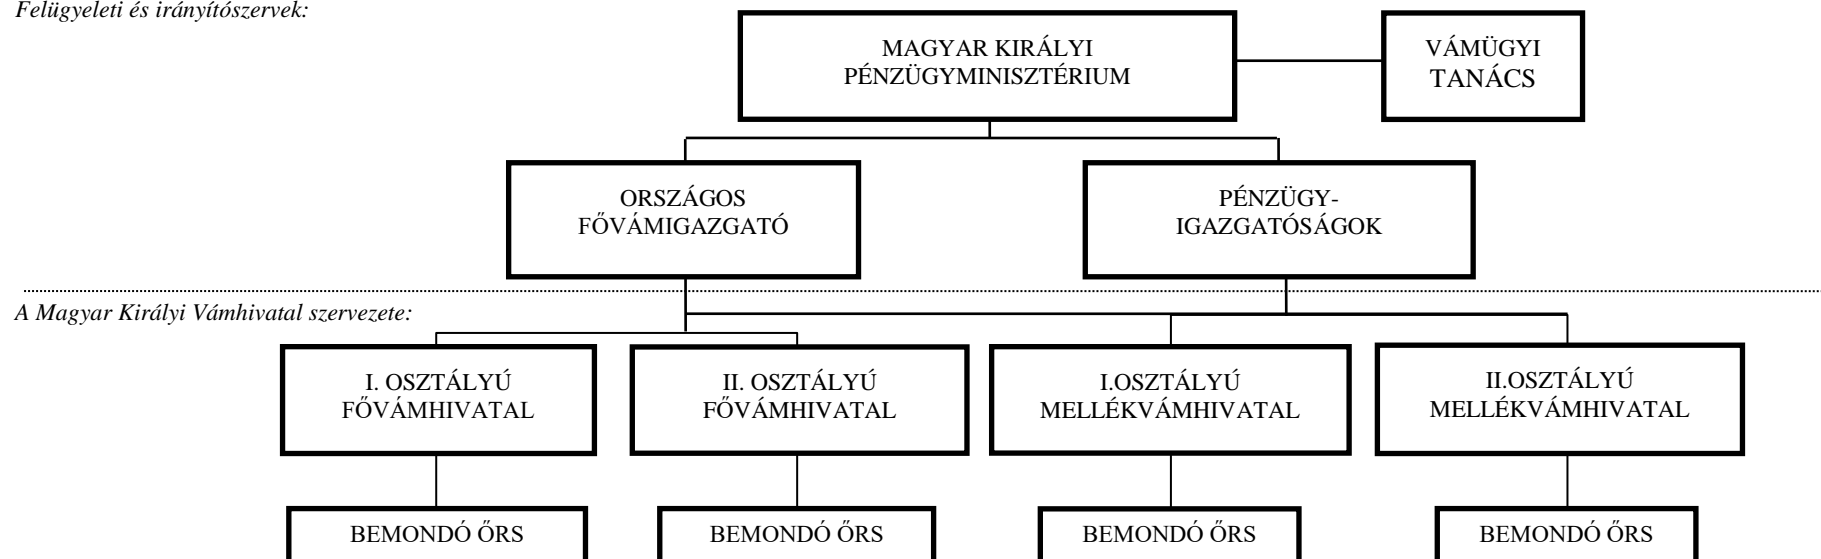 Felügyeleti és irányítószervek:
MAGYAR KIRÁLYI
PÉNZÜGYMINISZTÉRIUM
VÁMÜGYI
TANÁCS
ORSZÁGOS
FŐVÁMIGAZGATÓ
PÉNZÜGY-
IGAZGATÓSÁGOK
A Magyar Királyi Vámhivatal szervezete:
I. OSZTÁLYÚ
FŐVÁMHIVATAL
II. OSZTÁLYÚ
FŐVÁMHIVATAL
I.OSZTÁLYÚ
MELLÉKVÁMHIVATAL
II.OSZTÁLYÚ
MELLÉKVÁMHIVATAL
BEMONDÓ ŐRS
BEMONDÓ ŐRS
BEMONDÓ ŐRS
BEMONDÓ ŐRS